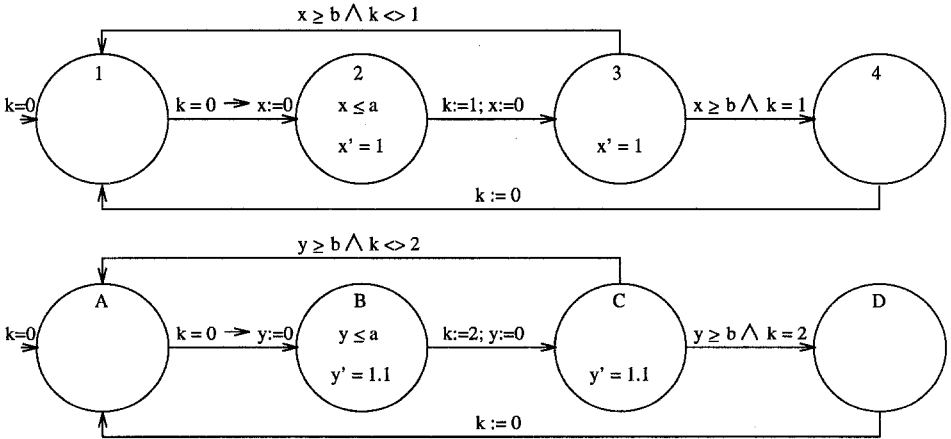 x ≥ b ∧ k <> 1
1
2
3
4
k=0
k = 0 → x:=0
x ≤ a
k:=1; x:=0
x ≥ b ∧ k = 1
x' = 1
x' = 1
k := 0
y ≥ b ∧ k <> 2
A
B
C
D
k=0
k = 0 → y:=0
y ≤ a
k:=2; y:=0
y ≥ b ∧ k = 2
y' = 1.1
y' = 1.1
k := 0